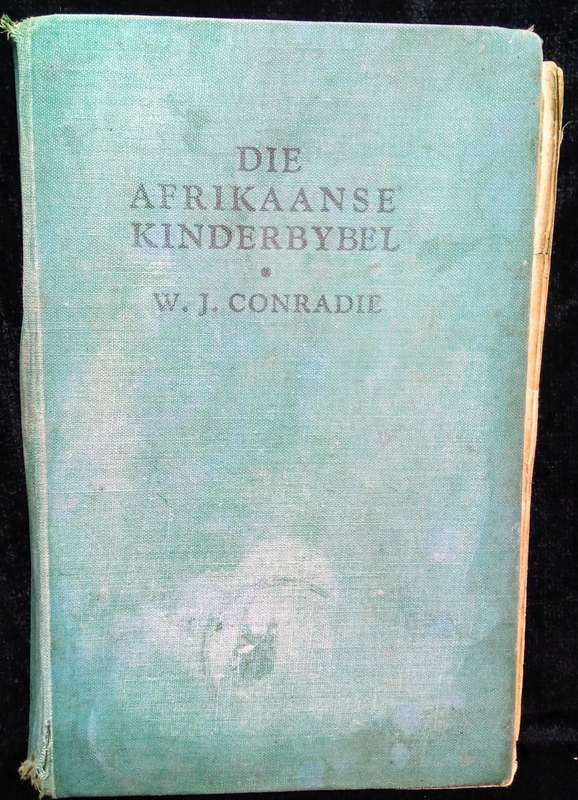 DIE
AFRIKAANSE
KINDERBYBEL
•
W. J. CONRADIE